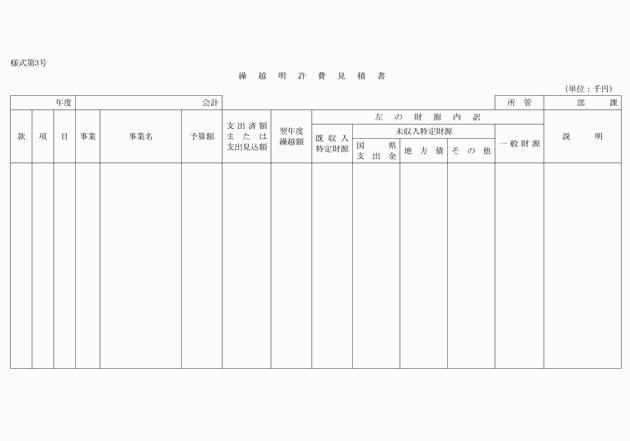 様式第3号
繰越明許費見積書
（単位：千円）
年度 会計 所管 部 課
款 項 目 事業 事業名 予算額 支出済額または支出見込額 翌年度繰越額 左の財源内訳 説明
既収入特定財源 未収入特定財源 一般財源
国県支出金 地方債 その他